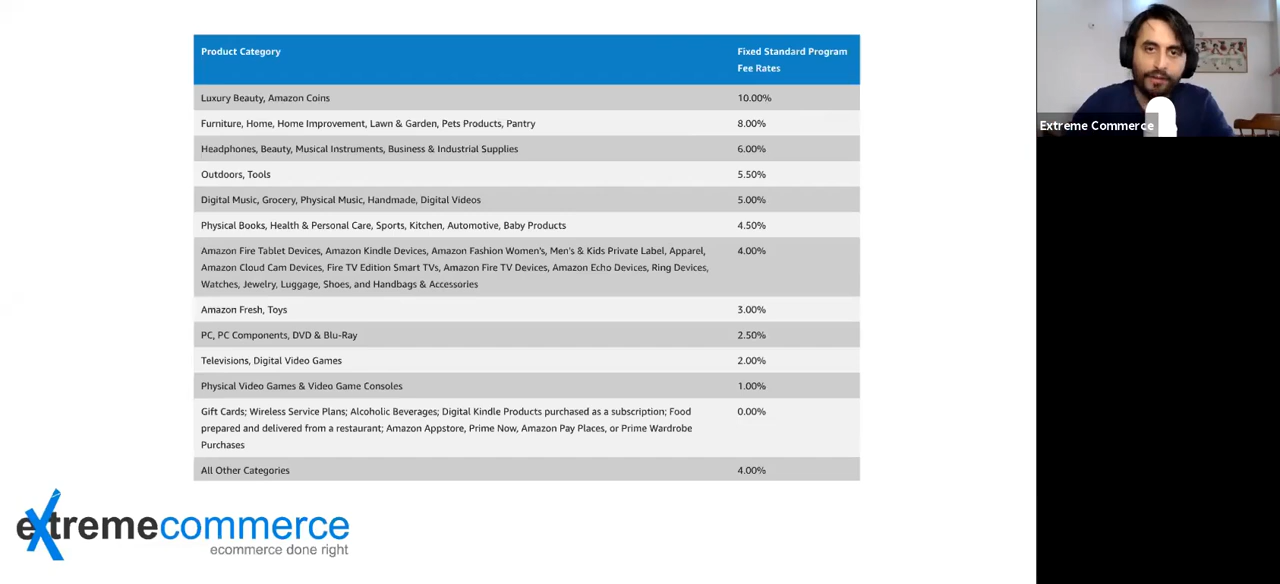 Product Category
Fixed Standard Program
Fee Rates
Luxury Beauty, Amazon Coins
10.00%
Furniture, Home, Home Improvement, Lawn & Garden, Pets Products, Pantry
8.00%
Headphones, Beauty, Musical Instruments, Business & Industrial Supplies
6.00%
Outdoors, Tools
5.50%
Digital Music, Grocery, Physical Music, Handmade, Digital Videos
5.00%
Physical Books, Health & Personal Care, Sports, Kitchen, Automotive, Baby Products
4.50%
Amazon Fire Tablet Devices, Amazon Kindle Devices, Amazon Fashion Women's, Men's & Kids Private Label, Apparel,
4.00%
Amazon Cloud Cam Devices, Fire TV Edition Smart TVs, Amazon Fire TV Devices, Amazon Echo Devices, Ring Devices,
Watches, Jewelry, Luggage, Shoes, and Handbags & Accessories
Amazon Fresh, Toys
3.00%
PC, PC Components, DVD & Blu-Ray
2.50%
Televisions, Digital Video Games
2.00%
Physical Video Games & Video Game Consoles
1.00%
Gift Cards; Wireless Service Plans; Alcoholic Beverages; Digital Kindle Products purchased as a subscription; Food
0.00%
prepared and delivered from a restaurant; Amazon Appstore, Prime Now, Amazon Pay Places, or Prime Wardrobe
Purchases
All Other Categories
4.00%
extremecommerce
ecommerce done right
Extreme Commerce